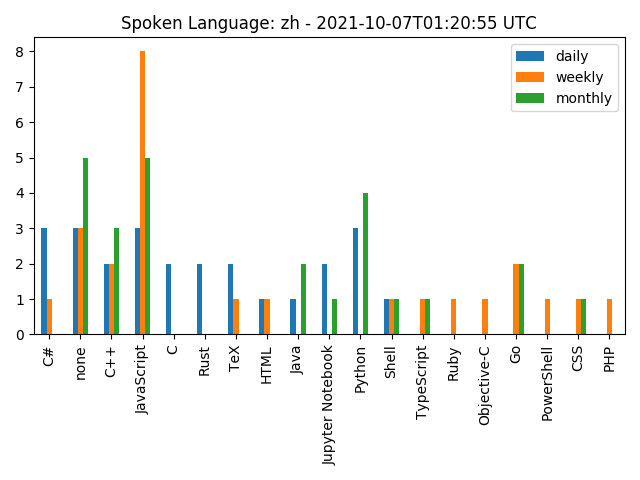 Spoken Language: zh - 2021-10-07T01:20:55 UTC
daily
weekly
monthly
8
7
6
5
4
3
2
1
0
C#
none
C++
JavaScript
C
Rust
TeX
HTML
Java
Jupyter Notebook
Python
Shell
TypeScript
Ruby
Objective-C
Go
PowerShell
CSS
PHP